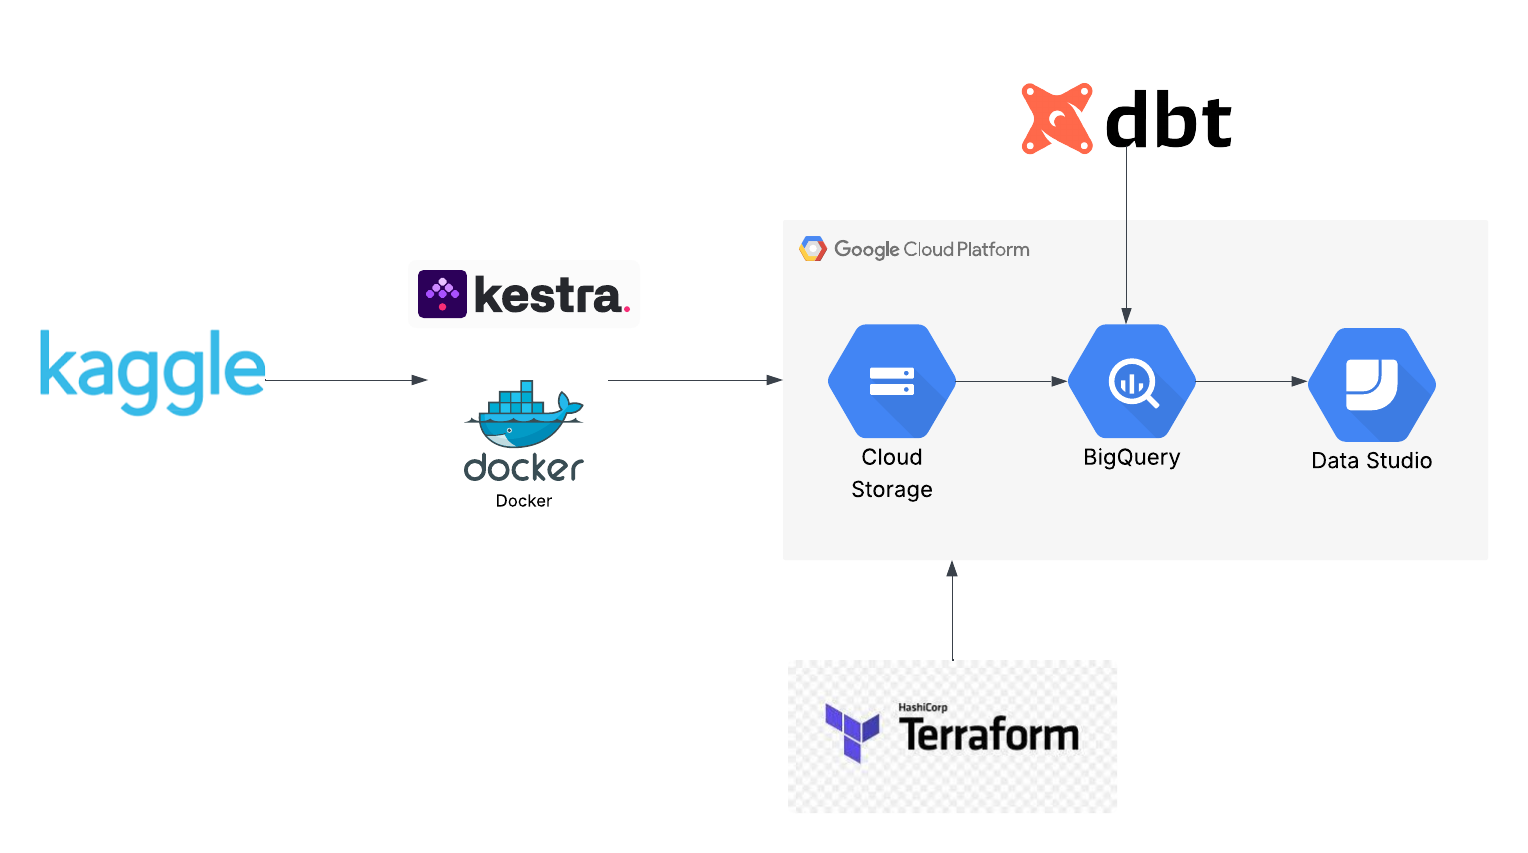 dbt
Google Cloud Platform
kestra.
kaggle
docker
Docker
Cloud
Storage
BigQuery
Data Studio
HashiCorp
Terraform